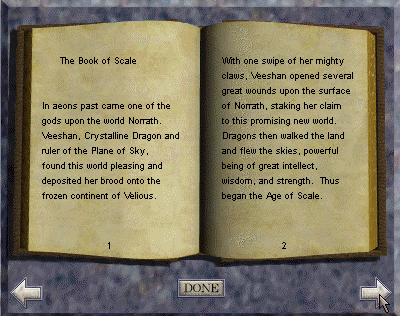 The Book of Scale
In aeons past came one of the
gods upon the world Norrath.
Veeshan, Crystalline Dragon and
ruler of the Plane of Sky,
found this world pleasing and
deposited her brood onto the
frozen continent of Velious.
1
With one swipe of her mighty
claws, Veeshan opened several
great wounds upon the surface
of Norrath, staking her claim
to this promising new world.
Dragons then walked the land
and flew the skies, powerful
being of great intellect,
wisdom, and strength.  Thus
began the Age of Scale.
2
DONE